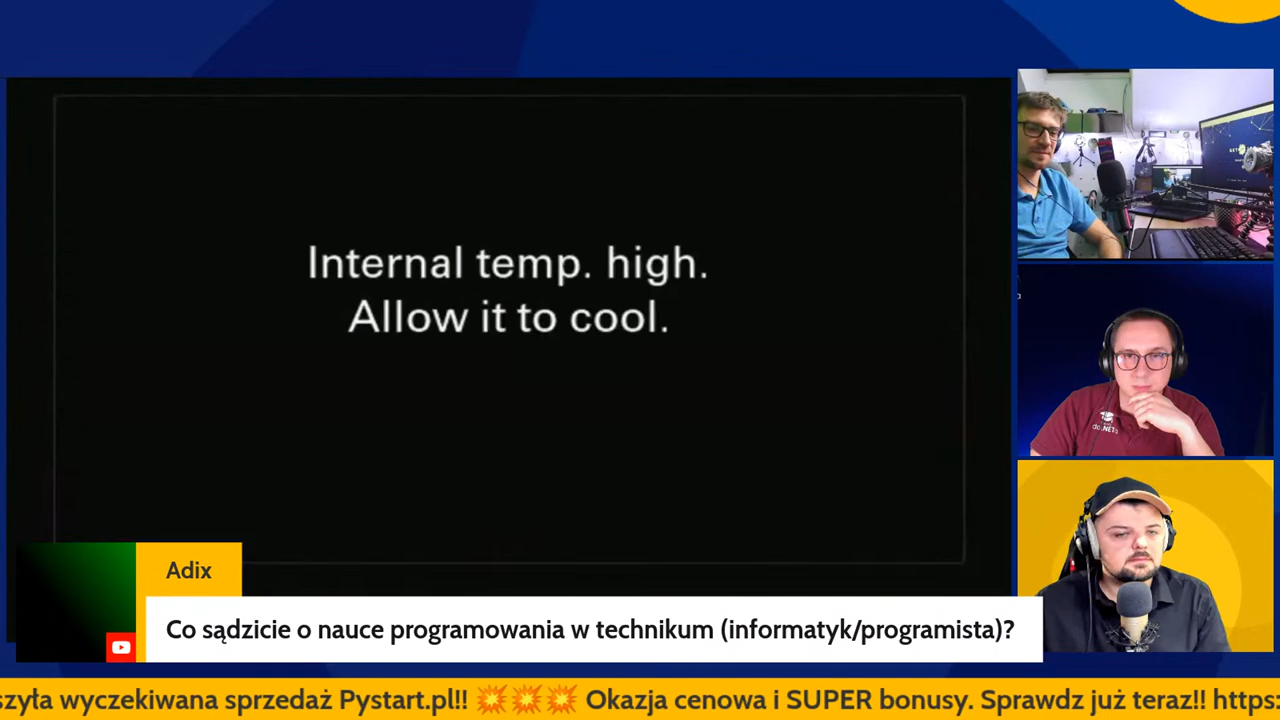 Internal temp. high.
Allow it to cool.
Adix
Co sądzicie o nauce programowania w technikum (informatyk/programista)?
szyła wyczekiwana sprzedaż Pystart.pl!! 💥💥💥 Okazja cenowa i SUPER bonusy. Sprawdz już teraz!! https: